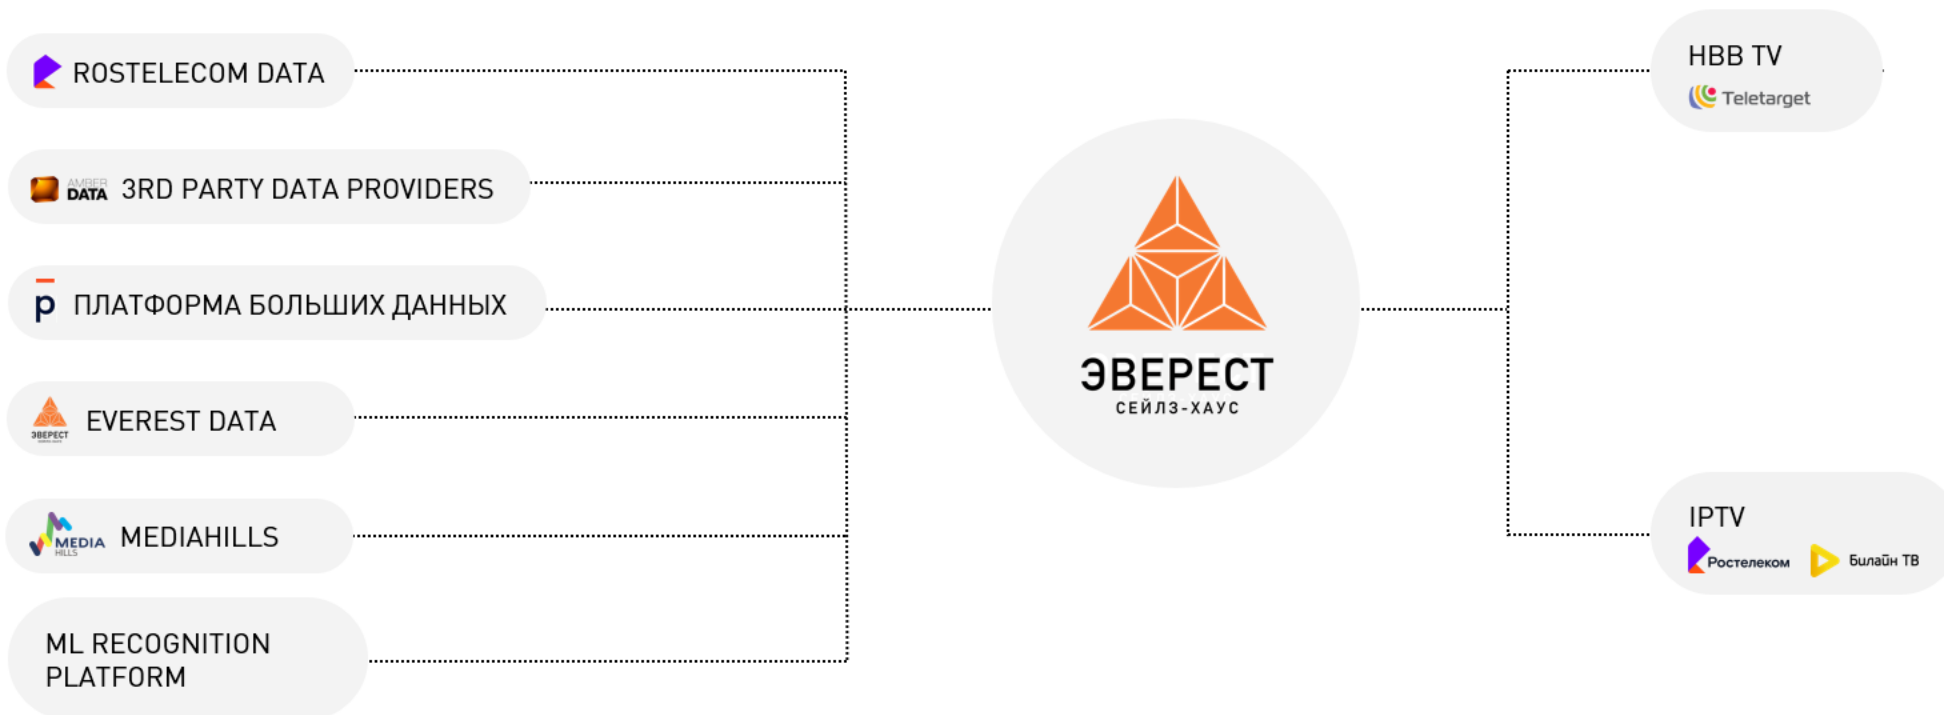 ROSTELECOM DATA
AMBER
DATA
3RD PARTY DATA PROVIDERS
p
ПЛАТФОРМА БОЛЬШИХ ДАННЫХ
ЭВЕРЕСТ
EVEREST DATA
MEDIA
HILLS
MEDIAHILLS
ML RECOGNITION
PLATFORM
ЭВЕРЕСТ
СЕЙЛЗ-ХАУС
HBB TV
Teletarget
IPTV
Ростелеком
Билайн ТВ